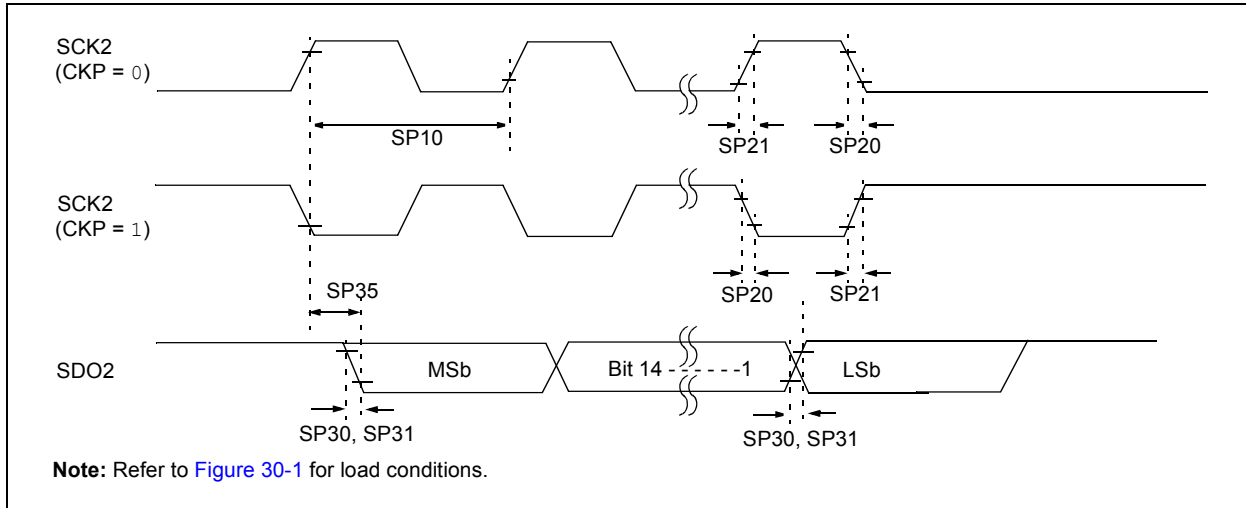 SCK2
(CKP = 0)
SP10
SP21
SP20
SCK2
(CKP = 1)
SP35
SP20
SP21
SDO2
MSb
Bit 14 - - - - - -1
LSb
SP30, SP31
SP30, SP31
Note: Refer to Figure 30-1 for load conditions.